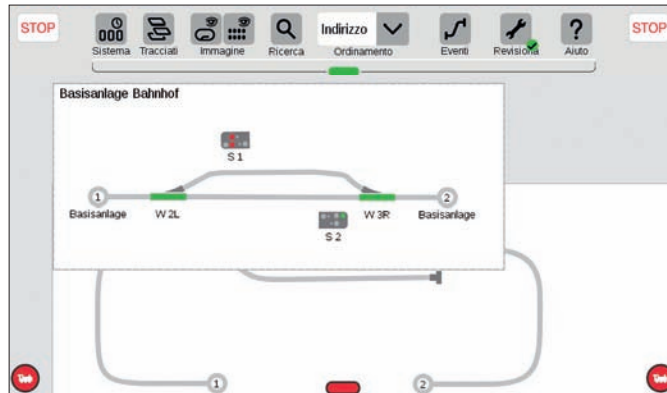 STOP
Sistema Tracciati Immagine Ricerca Indirizzo Ordinamento Eventi Revisiona Aiuto
STOP
Basisanlage Bahnhof
S 1
1
2
Basisanlage W 2L W 3R Basisanlage
S 2
1
2